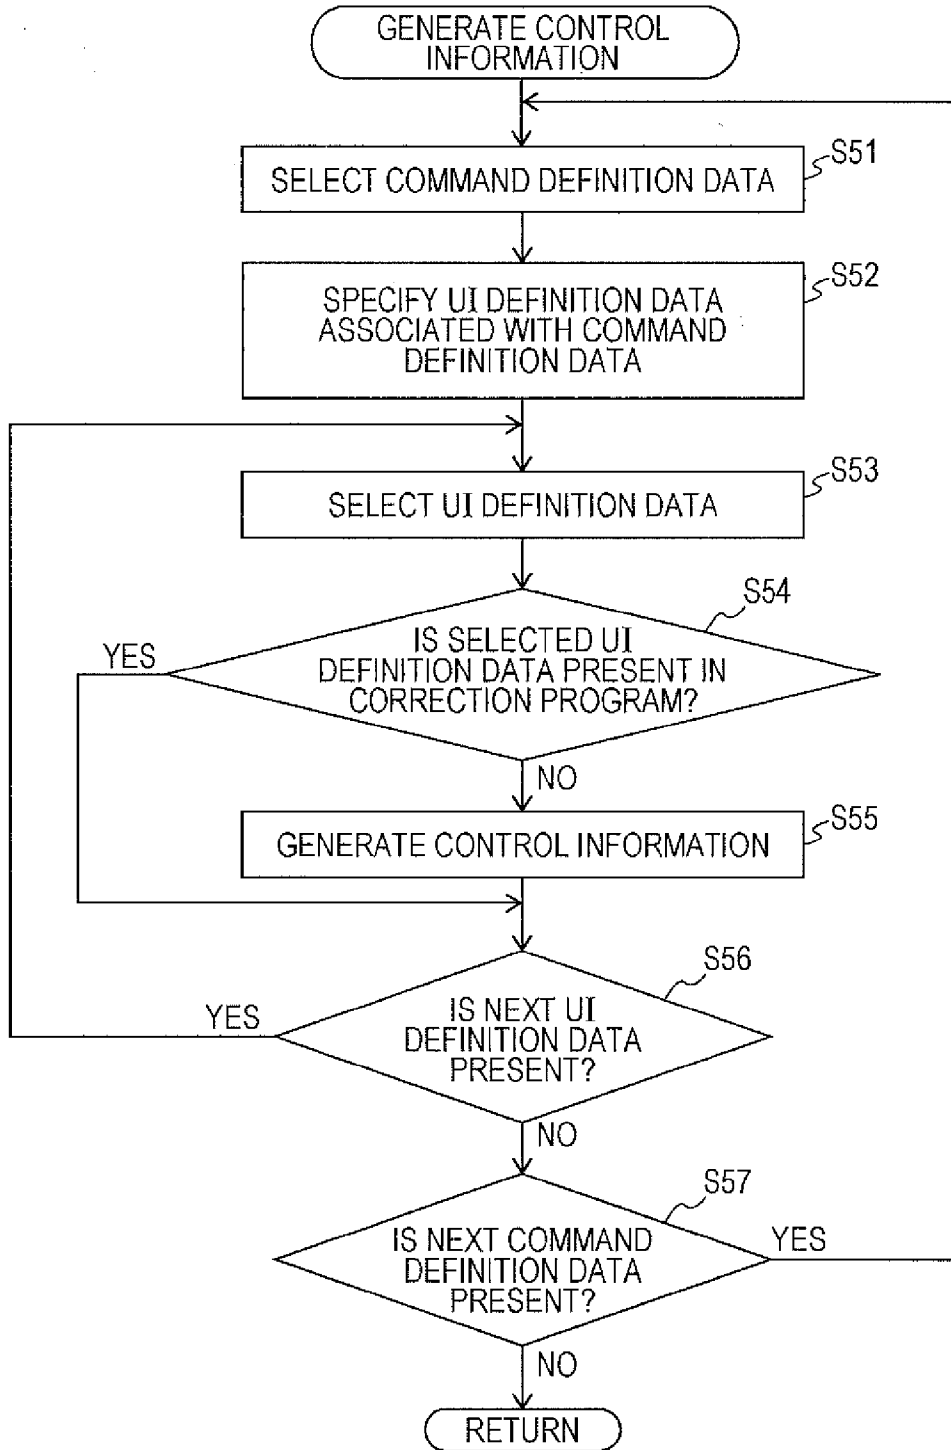 GENERATE CONTROL
INFORMATION
S51
SELECT COMMAND DEFINITION DATA
S52
SPECIFY UI DEFINITION DATA
ASSOCIATED WITH COMMAND
DEFINITION DATA
S53
SELECT UI DEFINITION DATA
S54
YES
IS SELECTED UI
DEFINITION DATA PRESENT IN
CORRECTION PROGRAM?
NO
S55
GENERATE CONTROL INFORMATION
S56
YES
IS NEXT UI
DEFINITION DATA
PRESENT?
NO
S57
IS NEXT COMMAND
DEFINITION DATA
PRESENT?
YES
NO
RETURN